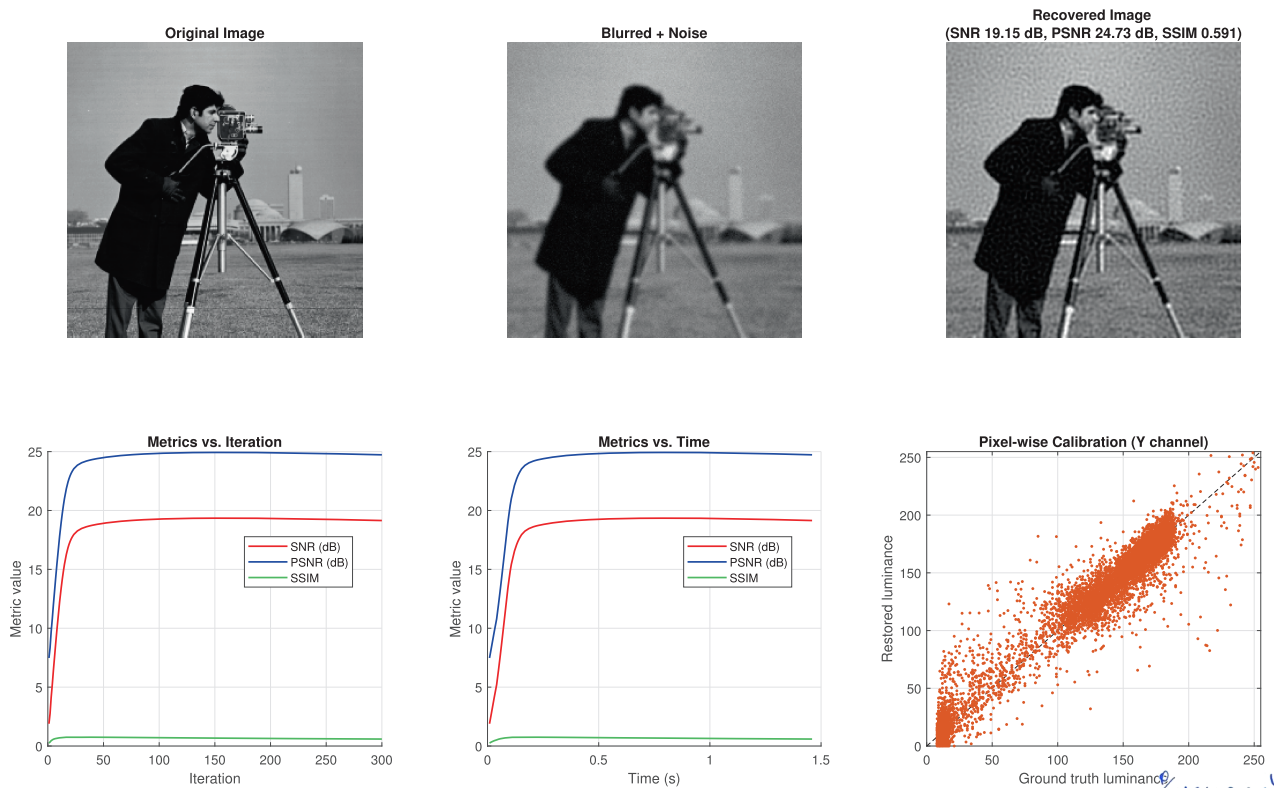 Original Image
Blurred + Noise
Recovered Image
(SNR 19.15 dB, PSNR 24.73 dB, SSIM 0.591)
Metrics vs. Iteration
25
20
15
10
5
0
Metric value
SNR (dB)
PSNR (dB)
SSIM
0 50 100 150 200 250 300
Iteration
Metrics vs. Time
25
20
15
10
5
0
Metric value
SNR (dB)
PSNR (dB)
SSIM
0 0.5 1 1.5
Time (s)
Pixel-wise Calibration (Y channel)
250
200
150
100
50
0
Restored luminance
0 50 100 150 200 250
Ground truth luminance